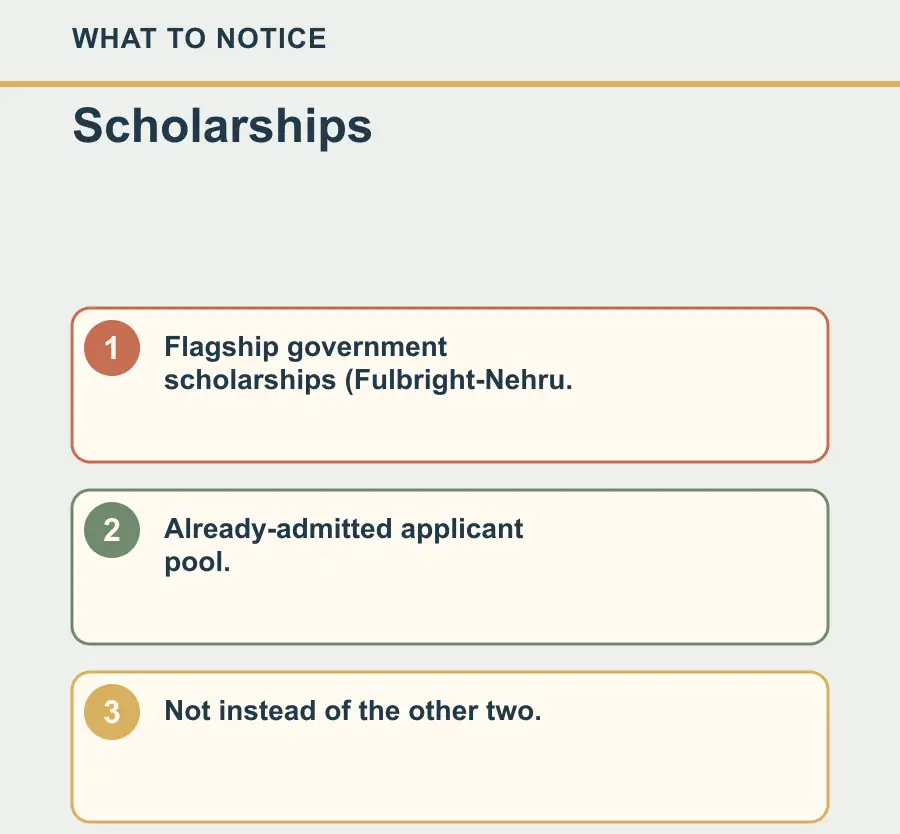 WHAT TO NOTICE
Scholarships
1
Flagship government
scholarships (Fulbright-Nehru.
2
Already-admitted applicant
pool.
3
Not instead of the other two.